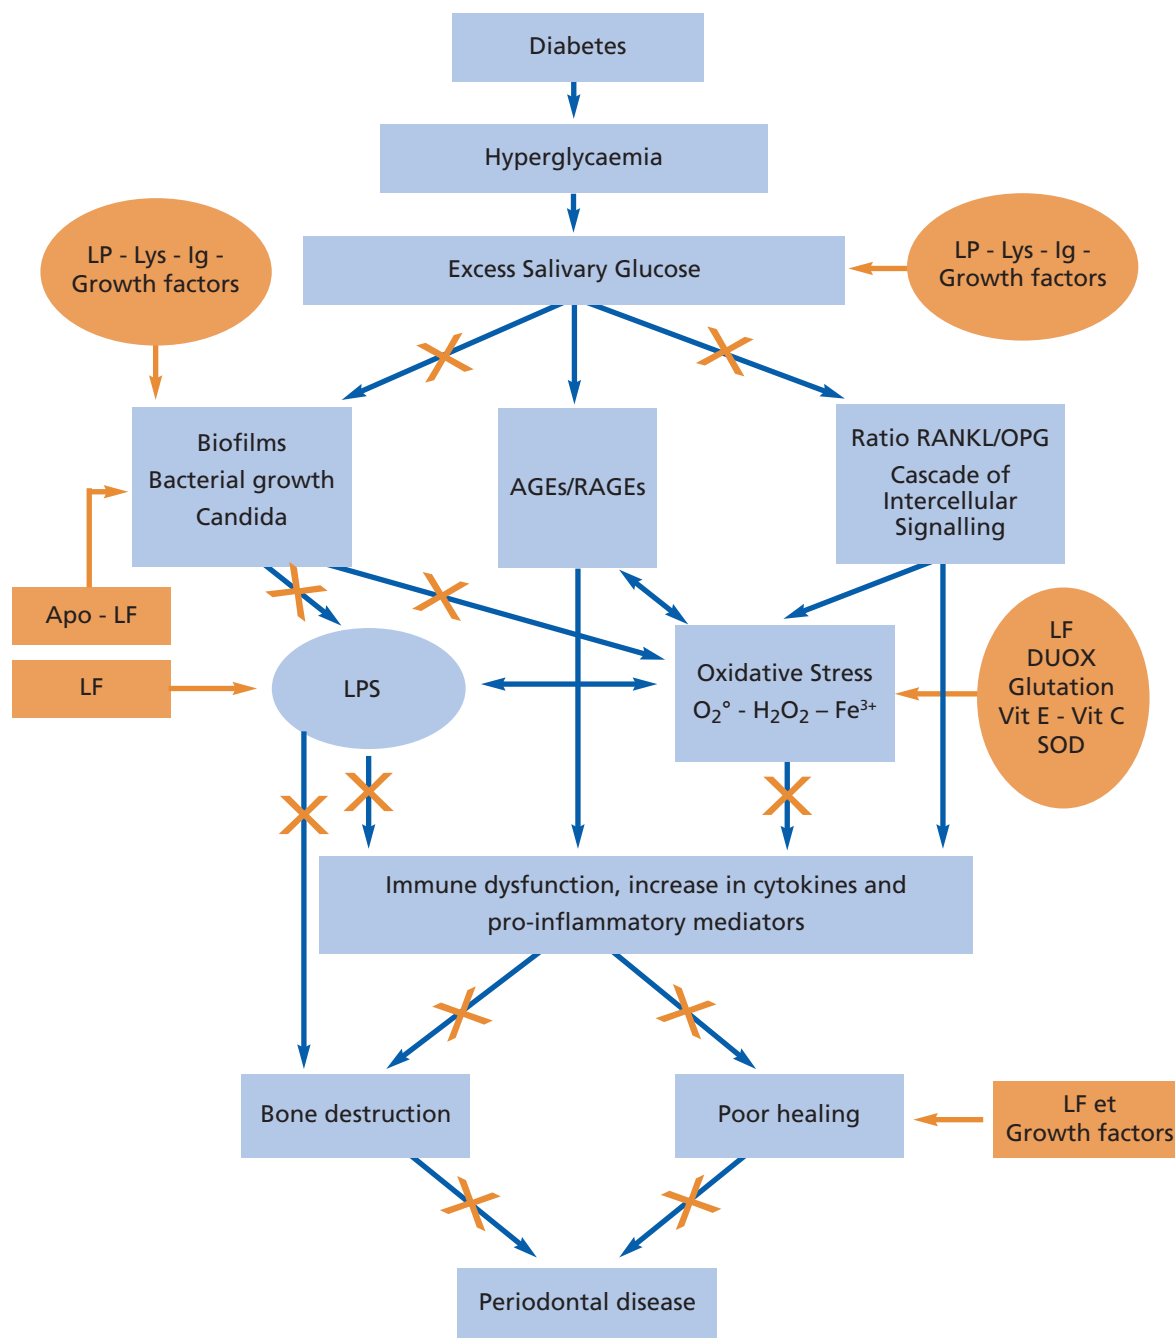 Diabetes
Hyperglycaemia
LP - Lys - Ig -
Growth factors
Excess Salivary Glucose
LP - Lys - Ig -
Growth factors
Biofilms
Bacterial growth
Candida
AGEs/RAGEs
Ratio RANKL/OPG
Cascade of
Intercellular
Signalling
Apo - LF
LF
LPS
Oxidative Stress
O₂° - H₂O₂ – Fe³⁺
LF
DUOX
Glutation
Vit E - Vit C
SOD
Immune dysfunction, increase in cytokines and
pro-inflammatory mediators
Bone destruction
Poor healing
LF et
Growth factors
Periodontal disease